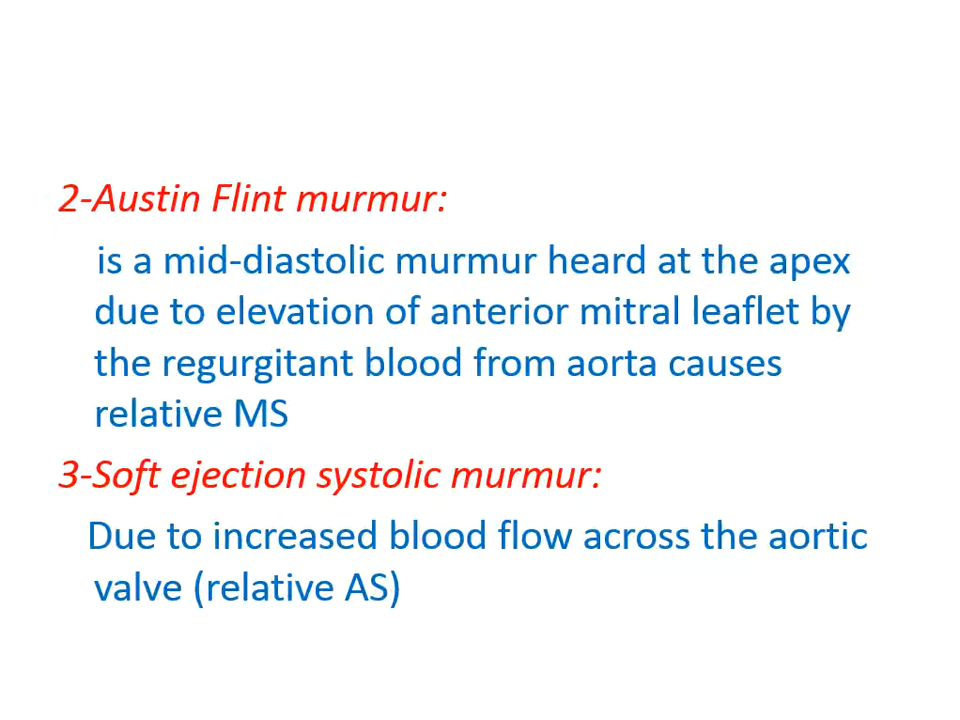 2-Austin Flint murmur:
is a mid-diastolic murmur heard at the apex
due to elevation of anterior mitral leaflet by
the regurgitant blood from aorta causes
relative MS
3-Soft ejection systolic murmur:
Due to increased blood flow across the aortic
valve (relative AS)